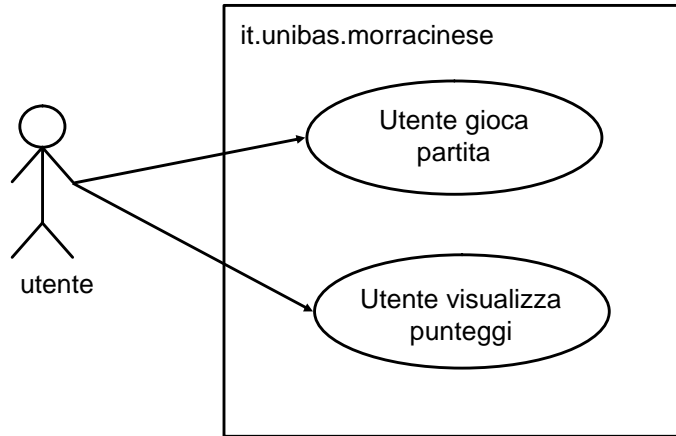 it.unibas.morracinese
Utente gioca
partita
utente
Utente visualizza
punteggi